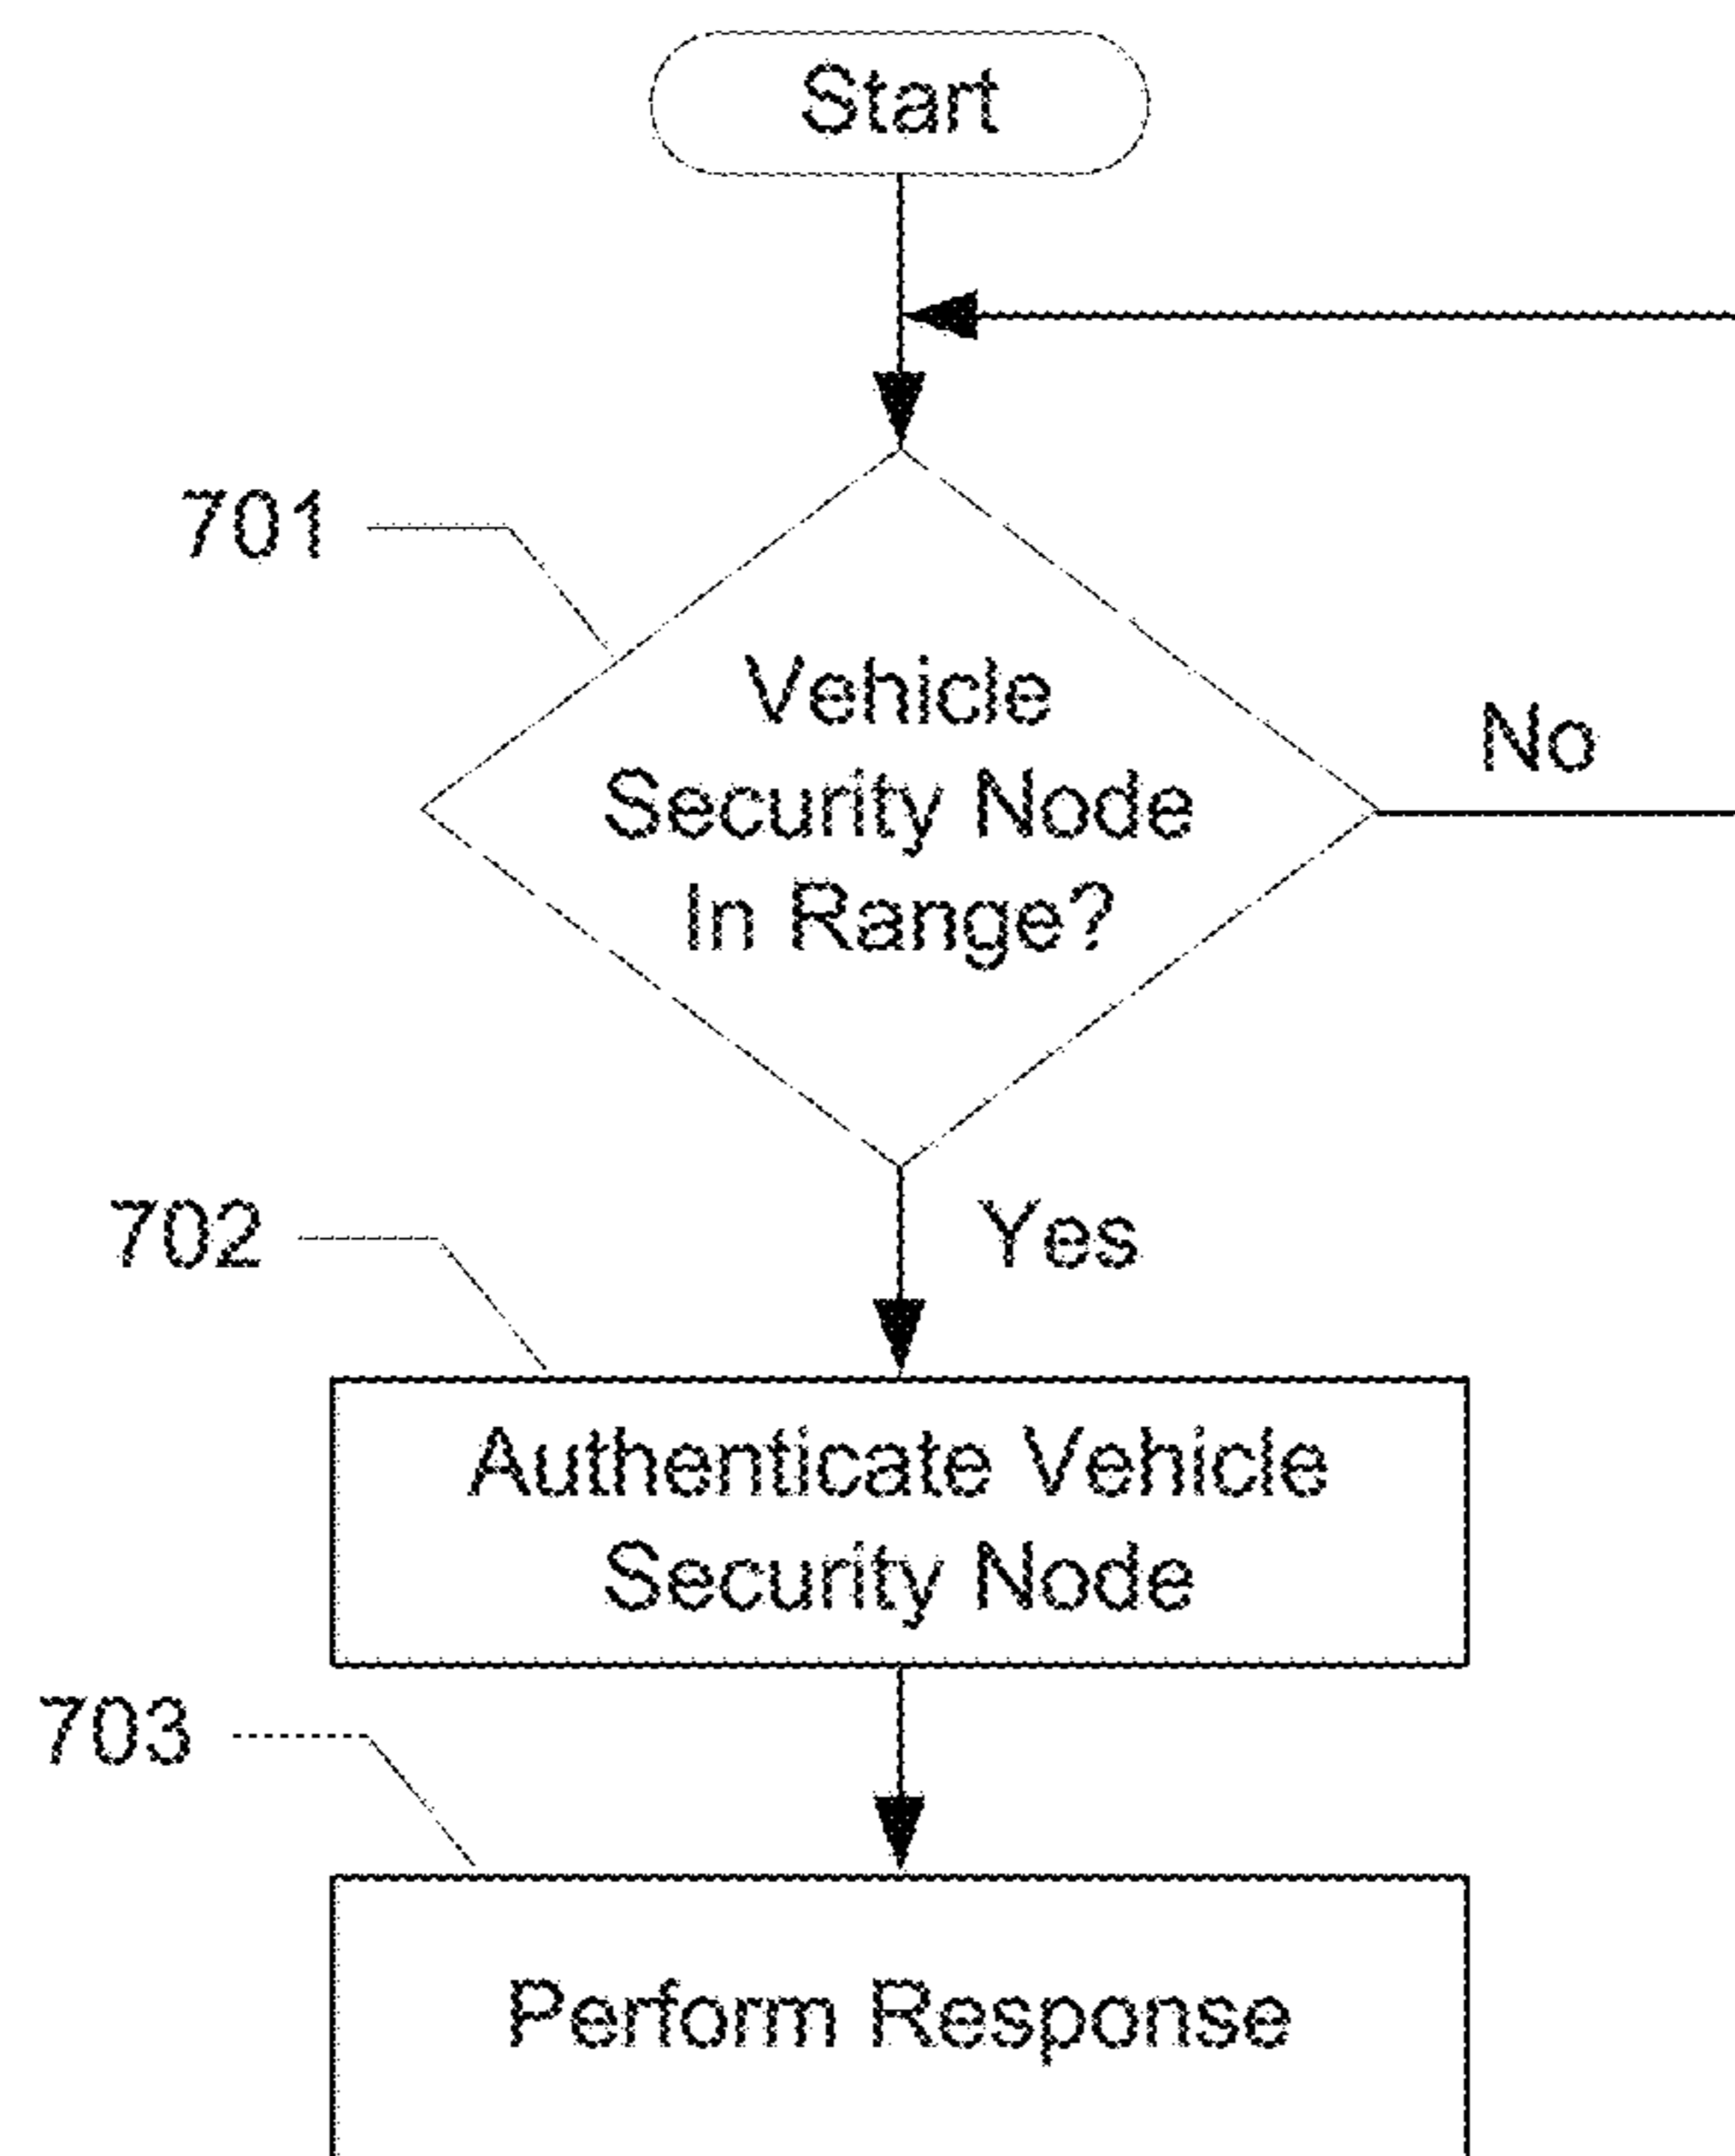 Start
701
Vehicle
Security Node
In Range?
No
702
Yes
Authenticate Vehicle
Security Node
703
Perform Response